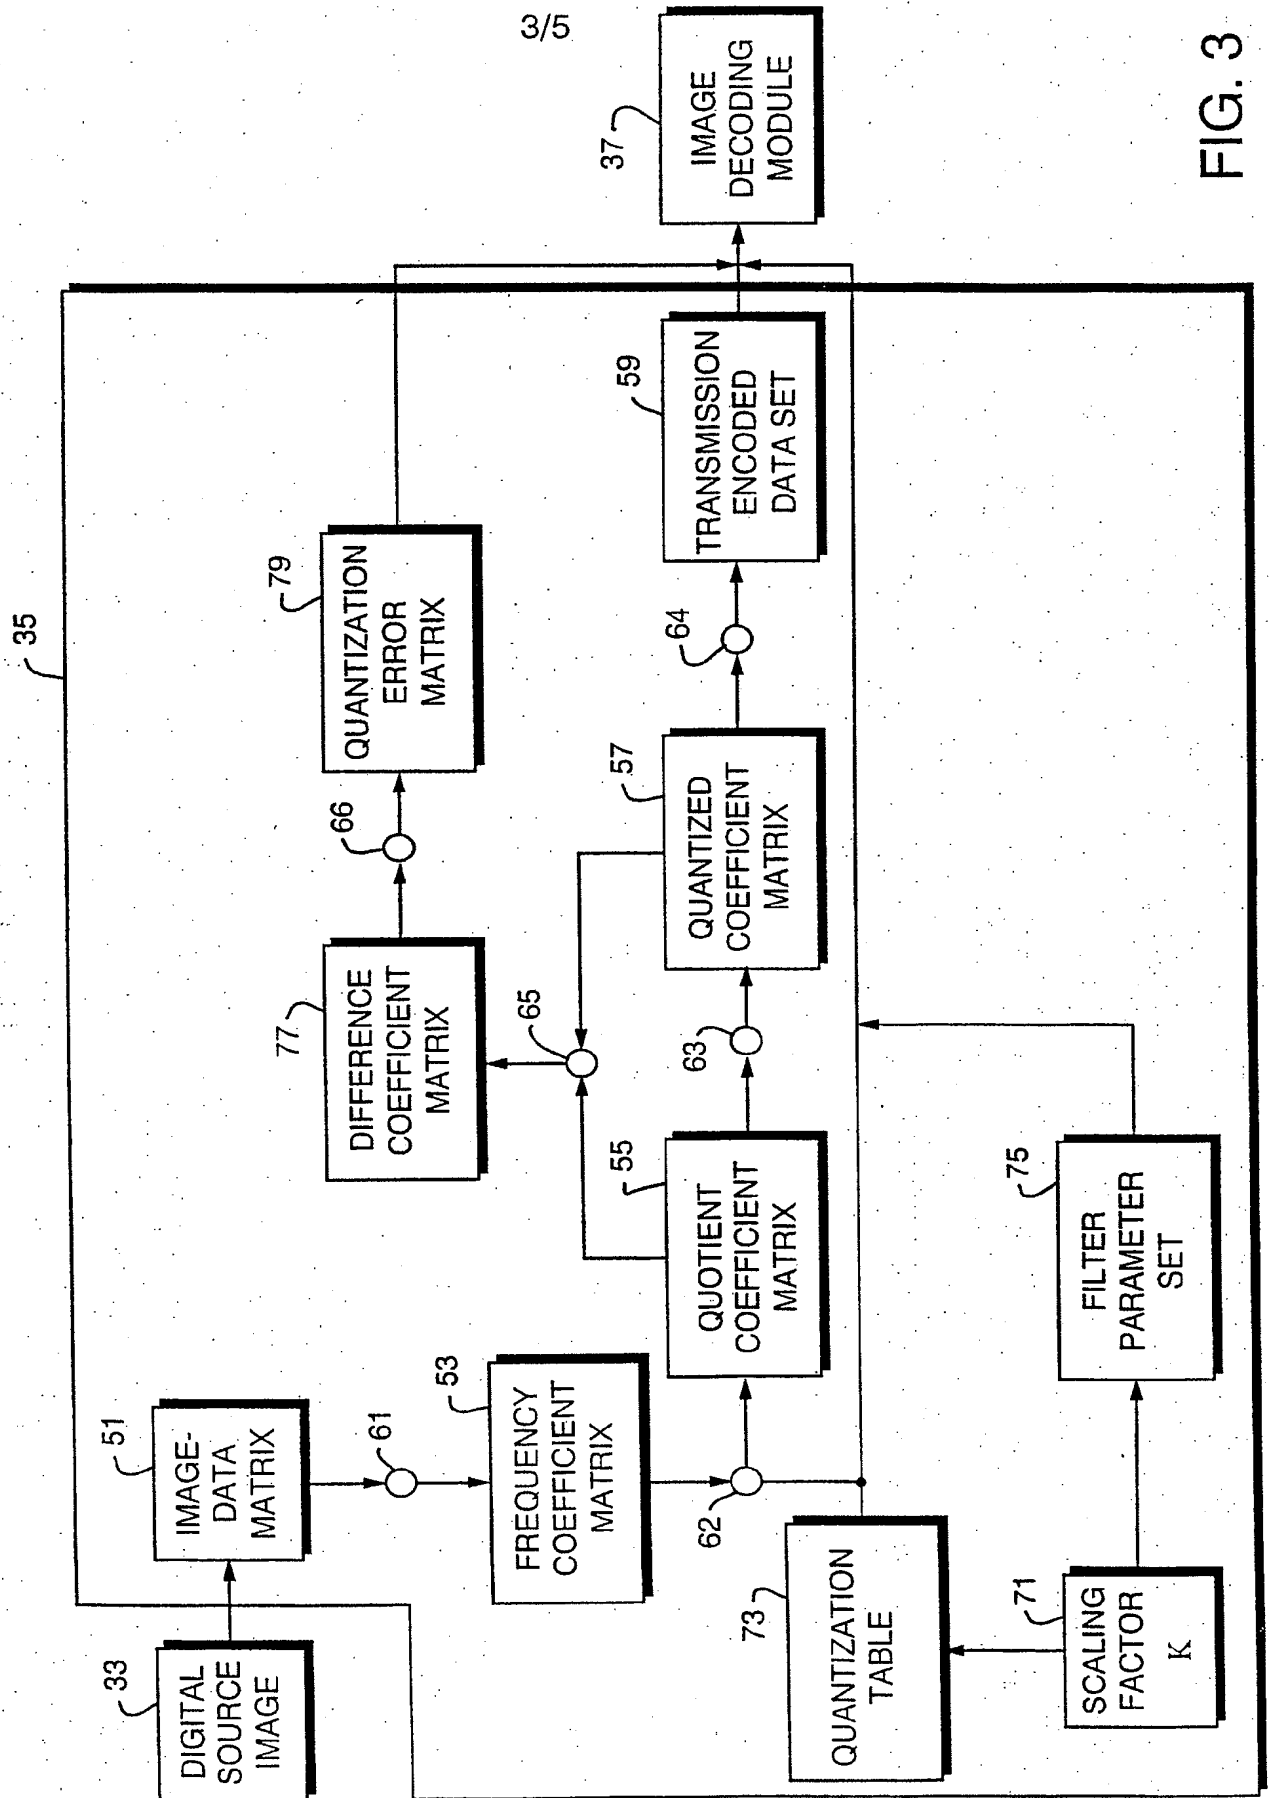 3/5
FIG. 3
35
33
DIGITAL
SOURCE
IMAGE
51
IMAGE-
DATA
MATRIX
61
53
FREQUENCY
COEFFICIENT
MATRIX
62
55
QUOTIENT
COEFFICIENT
MATRIX
63
57
QUANTIZED
COEFFICIENT
MATRIX
64
59
TRANSMISSION
ENCODED
DATA SET
37
IMAGE
DECODING
MODULE
65
77
DIFFERENCE
COEFFICIENT
MATRIX
66
79
QUANTIZATION
ERROR
MATRIX
73
QUANTIZATION
TABLE
71
SCALING
FACTOR
K
75
FILTER
PARAMETER
SET